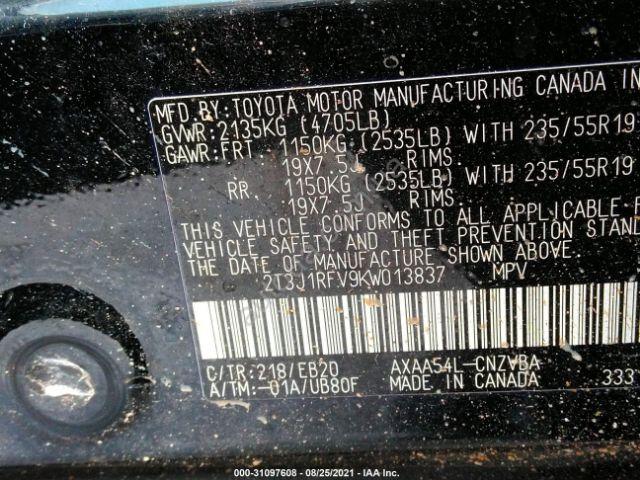 MFD. BY: TOYOTA MOTOR MANUFACTURING CANADA IN
GVWR: 2135KG (4705LB)
GAWR: FRT. 1150KG (2535LB) WITH 235/55R19
19X7.5J RIMS.
RR. 1150KG (2535LB) WITH 235/55R19
19X7.5J RIMS.
THIS VEHICLE CONFORMS TO ALL APPLICABLE F
VEHICLE SAFETY AND THEFT PREVENTION STAND
THE DATE OF MANUFACTURE SHOWN ABOVE.
2T3J1RFV9KW013837 MPV
C/TR: 218/EB20 AXAA54L-CNZVBA
A/TM: -01A/UB80F MADE IN CANADA 333
000-31097608 - 08/25/2021 - IAA Inc.